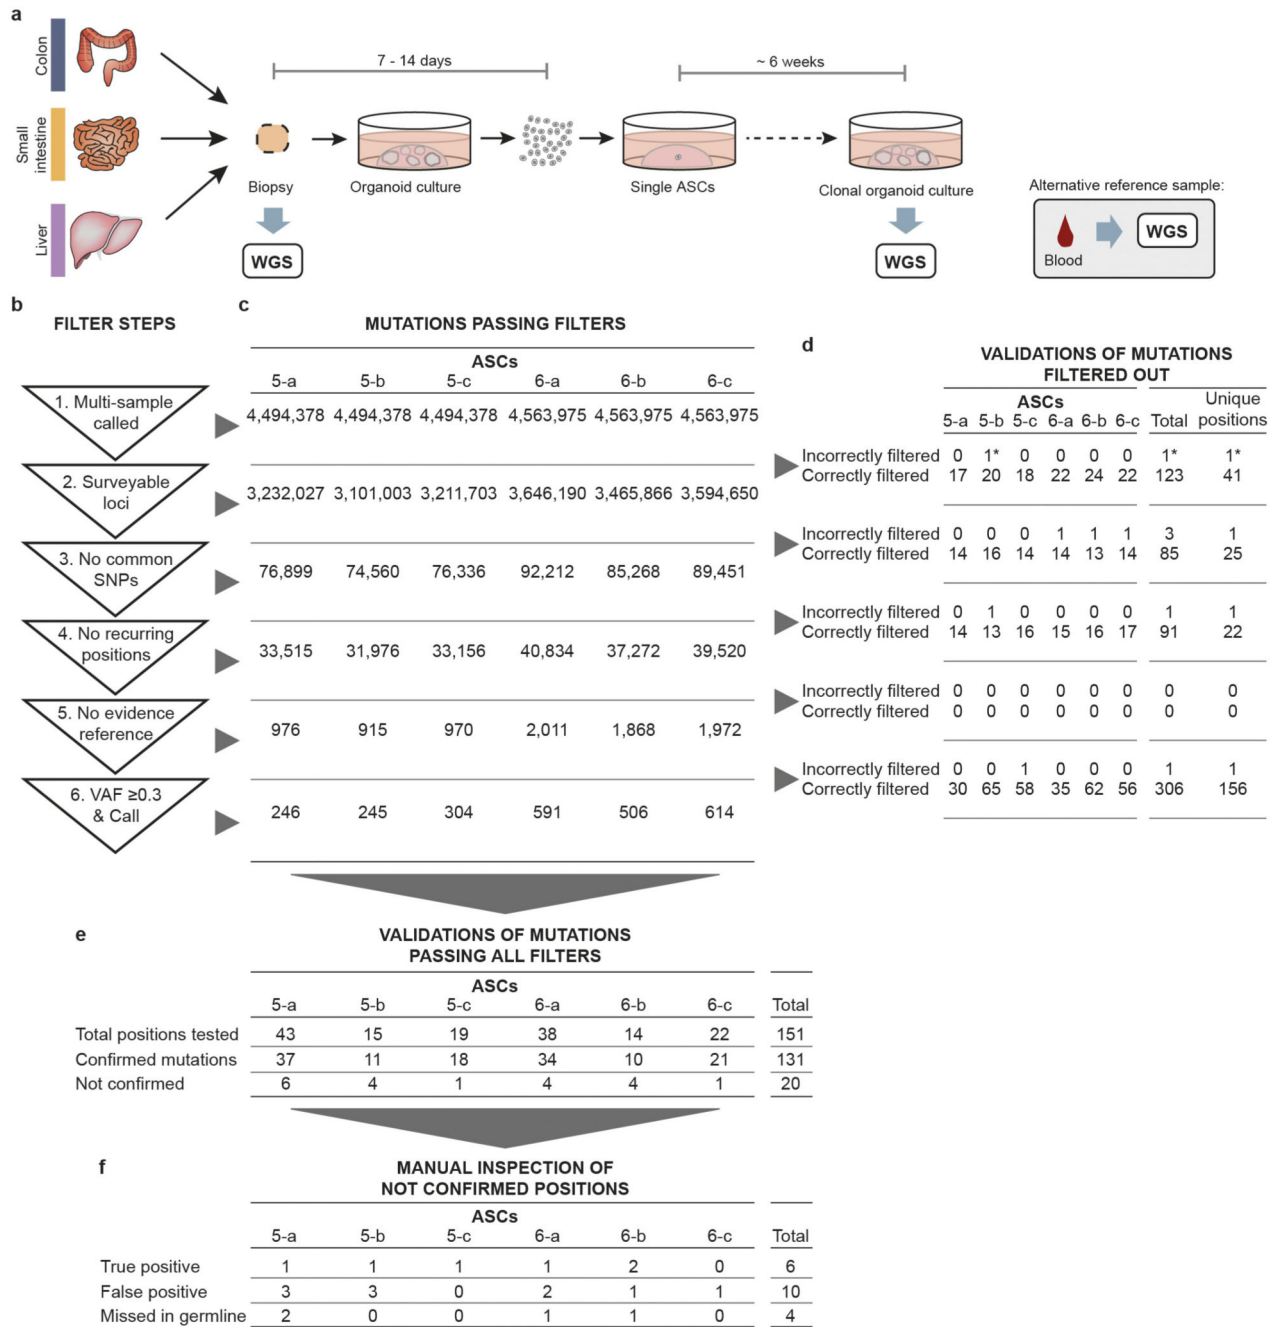 a
Colon
Small
intestine
Liver
7 - 14 days
~ 6 weeks
Biopsy
Organoid culture
Single ASCs
Clonal organoid culture
WGS
WGS
Alternative reference sample:
Blood
WGS
b
FILTER STEPS
1. Multi-sample
called
2. Surveyable
loci
3. No common
SNPs
4. No recurring
positions
5. No evidence
reference
6. VAF ≥0.3
& Call
c
MUTATIONS PASSING FILTERS
ASCs
5-a 5-b 5-c 6-a 6-b 6-c
4,494,378 4,494,378 4,494,378 4,563,975 4,563,975 4,563,975
3,232,027 3,101,003 3,211,703 3,646,190 3,465,866 3,594,650
76,899 74,560 76,336 92,212 85,268 89,451
33,515 31,976 33,156 40,834 37,272 39,520
976 915 970 2,011 1,868 1,972
246 245 304 591 506 614
d
VALIDATIONS OF MUTATIONS
FILTERED OUT
ASCs
Unique
5-a 5-b 5-c 6-a 6-b 6-c Total positions
Incorrectly filtered 0 1* 0 0 0 0 1* 1*
Correctly filtered 17 20 18 22 24 22 123 41
Incorrectly filtered 0 0 0 1 1 1 3 1
Correctly filtered 14 16 14 14 13 14 85 25
Incorrectly filtered 0 1 0 0 0 0 1 1
Correctly filtered 14 13 16 15 16 17 91 22
Incorrectly filtered 0 0 0 0 0 0 0 0
Correctly filtered 0 0 0 0 0 0 0 0
Incorrectly filtered 0 0 1 0 0 0 1 1
Correctly filtered 30 65 58 35 62 56 306 156
e
VALIDATIONS OF MUTATIONS
PASSING ALL FILTERS
ASCs
5-a 5-b 5-c 6-a 6-b 6-c Total
Total positions tested 43 15 19 38 14 22 151
Confirmed mutations 37 11 18 34 10 21 131
Not confirmed 6 4 1 4 4 1 20
f
MANUAL INSPECTION OF
NOT CONFIRMED POSITIONS
ASCs
5-a 5-b 5-c 6-a 6-b 6-c Total
True positive 1 1 1 1 2 0 6
False positive 3 3 0 2 1 1 10
Missed in germline 2 0 0 1 1 0 4